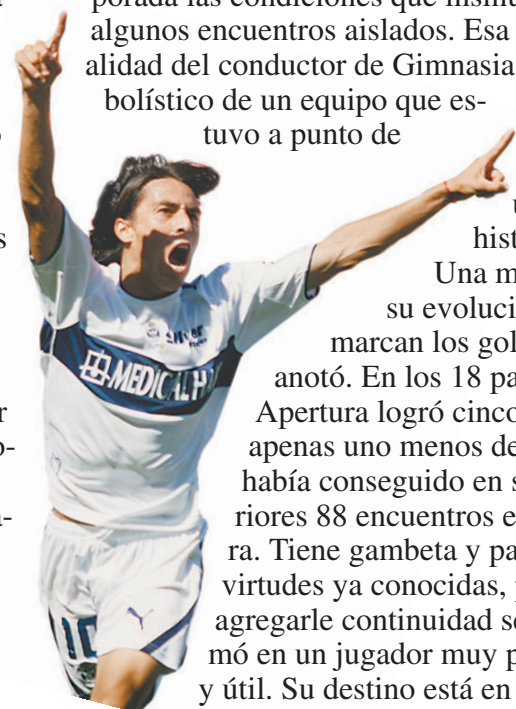 porada las condiciones que
algunos encuentros aislados. Esa
alidad del conductor de Gimnasia
bolístico de un equipo que es-
tuvo a punto de
hist
Una m
su evoluci
marcan los gol
anotó. En los 18 pa
Apertura logró cinco
apenas uno menos de
había conseguido en s
riores 88 encuentros e
ra. Tiene gambeta y pa
virtudes ya conocidas,
agregarle continuidad se
mó en un jugador muy p
y útil. Su destino está en
MEDICAL H
10